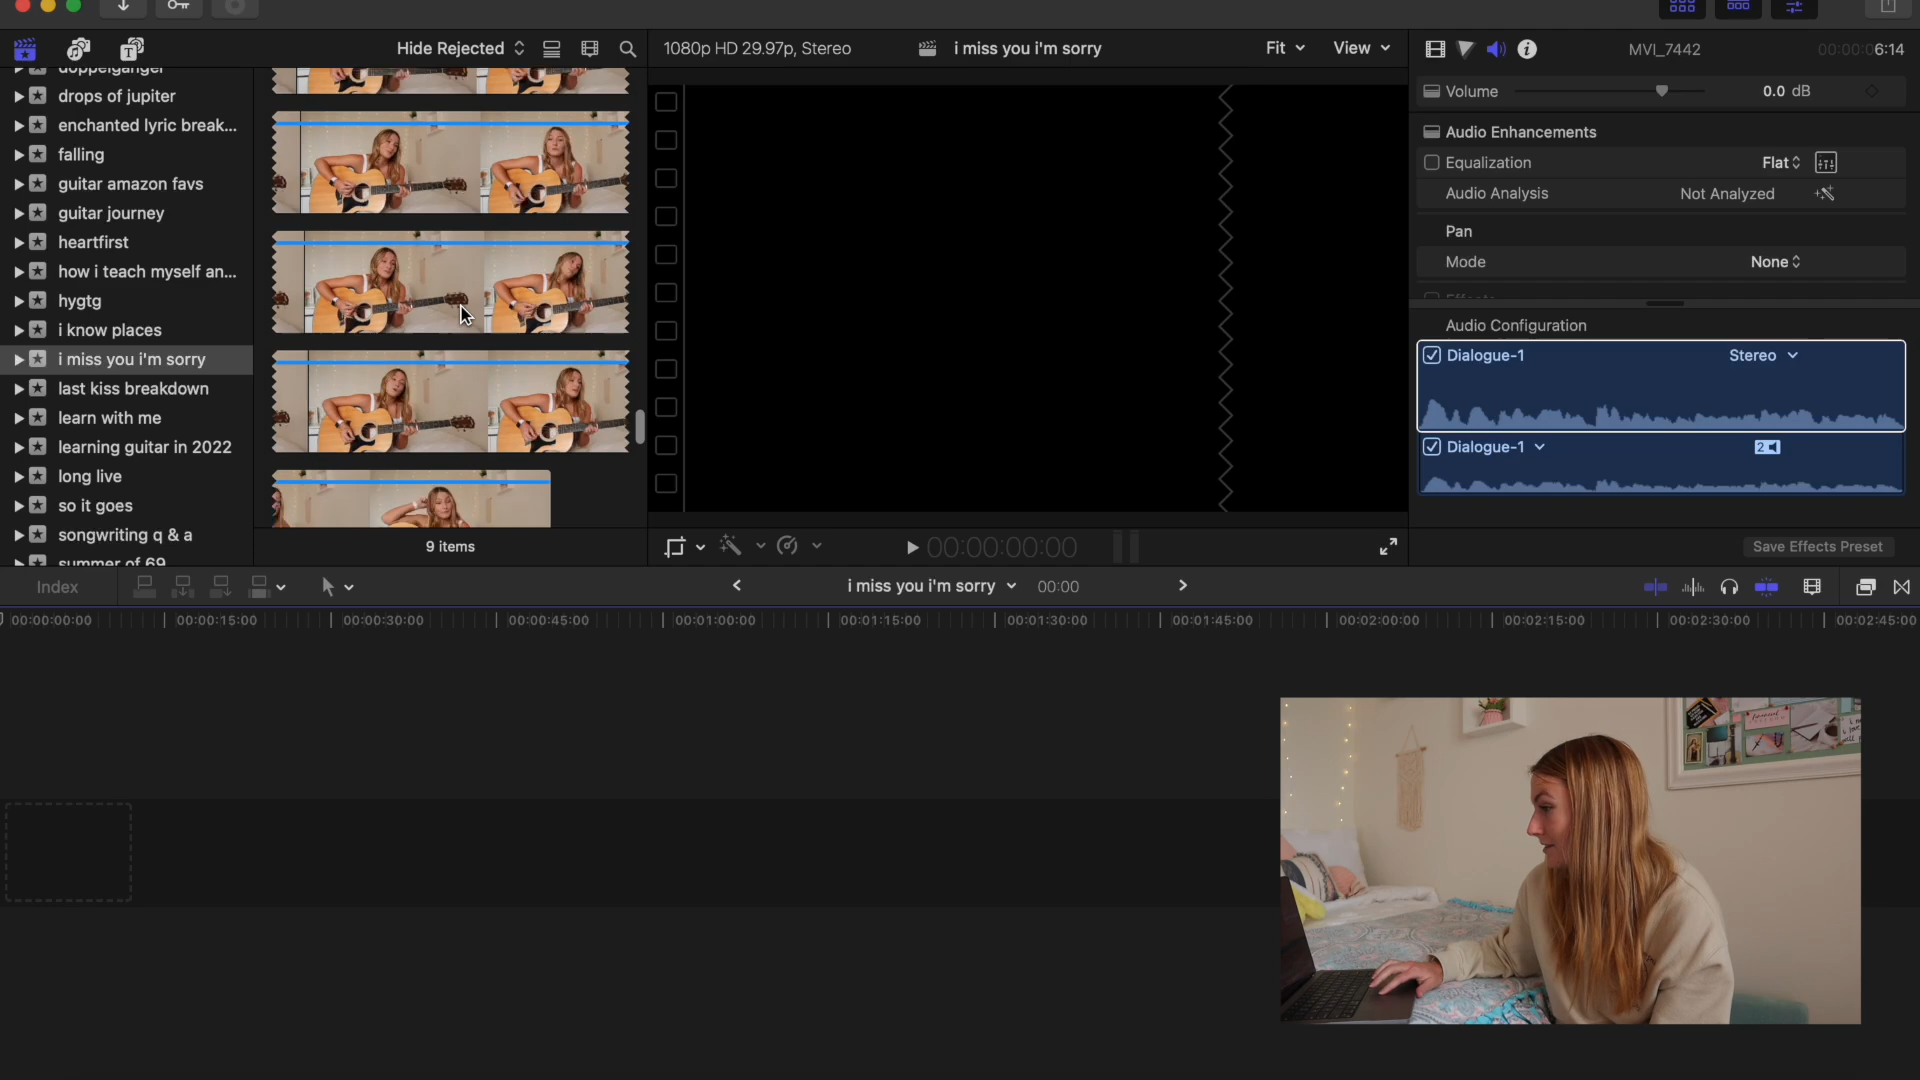 Hide Rejected
1080p HD 29.97p, Stereo
i miss you i'm sorry
Fit
View
MVI_7442
00:00:06:14
doppelganger
drops of jupiter
enchanted lyric break...
falling
guitar amazon favs
guitar journey
heartfirst
how i teach myself an...
hygtg
i know places
i miss you i'm sorry
last kiss breakdown
learn with me
learning guitar in 2022
long live
so it goes
songwriting q & a
summer of 69
9 items
00:00:00:00
Volume
0.0 dB
Audio Enhancements
Equalization
Flat
Audio Analysis
Not Analyzed
Pan
Mode
None
Effects
Audio Configuration
Dialogue-1
Stereo
Dialogue-1
2
Save Effects Preset
Index
i miss you i'm sorry
00:00
00:00:00:00
00:00:15:00
00:00:30:00
00:00:45:00
00:01:00:00
00:01:15:00
00:01:30:00
00:01:45:00
00:02:00:00
00:02:15:00
00:02:30:00
00:02:45:00